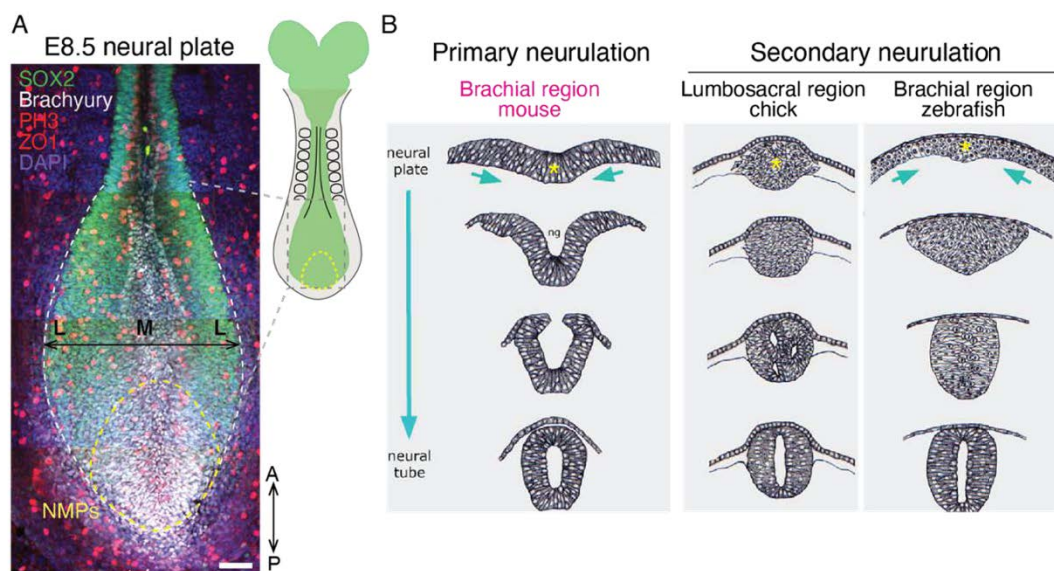 A
E8.5 neural plate
SOX2
Brachyury
PH3
ZO1
DAPI
L M L
NMPs
A
P
B
Primary neurulation
Secondary neurulation
Brachial region
mouse
Lumbosacral region
chick
Brachial region
zebrafish
neural
plate
*
*
*
ng
neural
tube